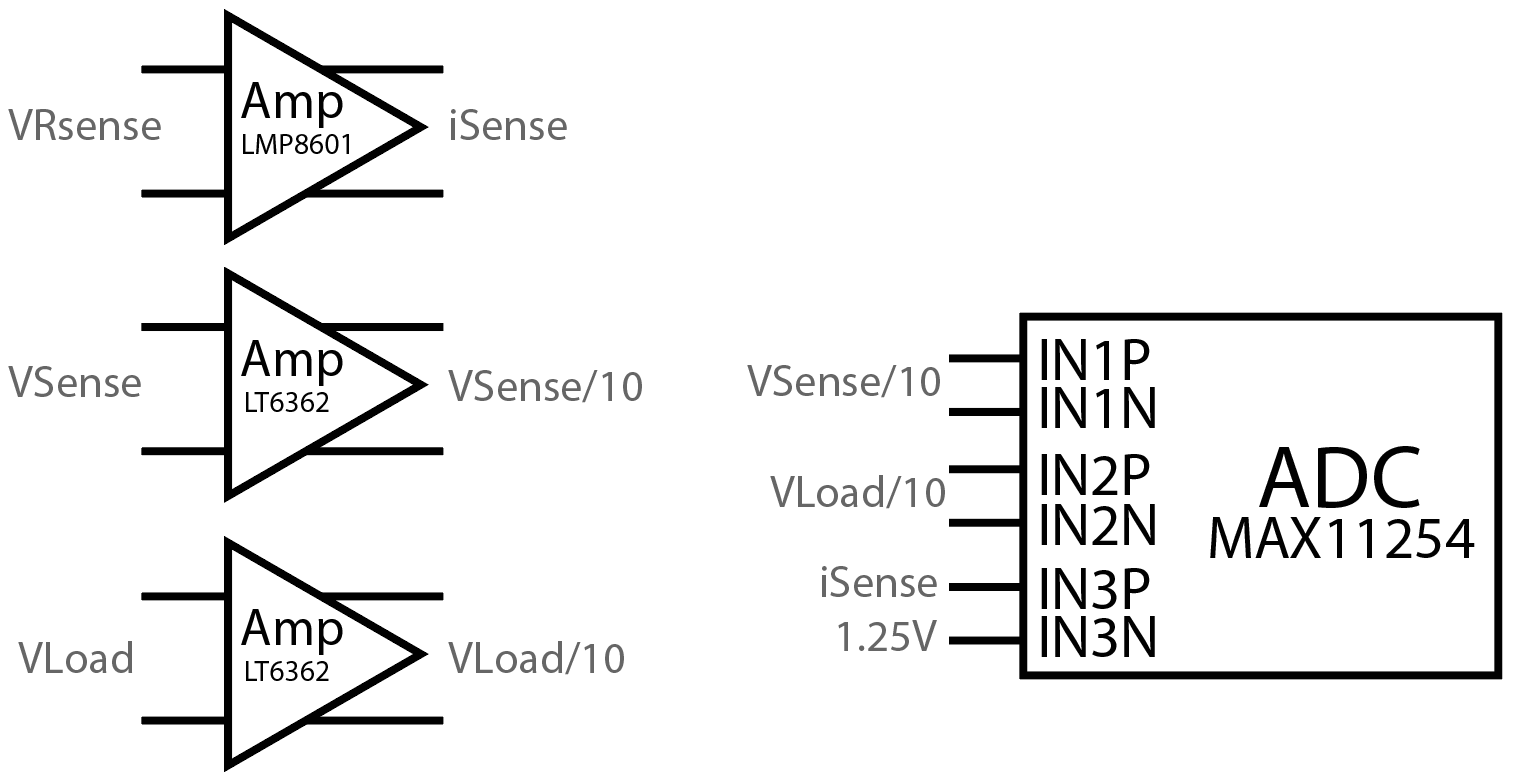 VRsense
Amp
LMP8601
iSense
VSense
Amp
LT6362
VSense/10
VLoad
Amp
LT6362
VLoad/10
VSense/10
IN1P
IN1N
VLoad/10
IN2P
IN2N
iSense
IN3P
1.25V
IN3N
ADC
MAX11254